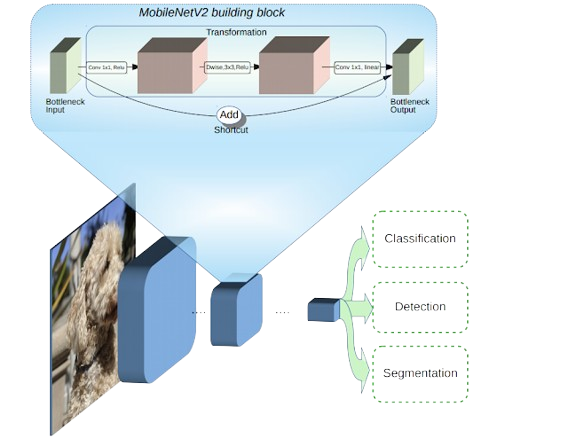 MobileNetV2 building block
Transformation
Conv 1x1, Relu
Dwise,3x3,Relu
Conv 1x1, linear
Bottleneck
Input
Bottleneck
Output
Add
Shortcut
Classification
Detection
Segmentation